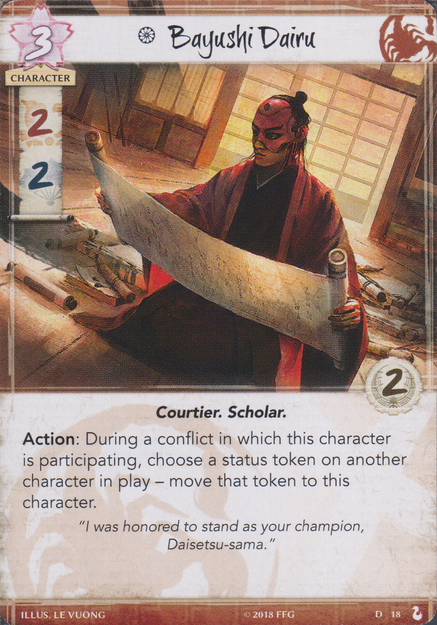 3
Bayushi Dairu
CHARACTER
2
2
2
Courtier. Scholar.
Action: During a conflict in which this character
is participating, choose a status token on another
character in play – move that token to this
character.
“I was honored to stand as your champion,
Daisetsu-sama.”
ILLUS. LE VUONG
© 2018 FFG
D 18